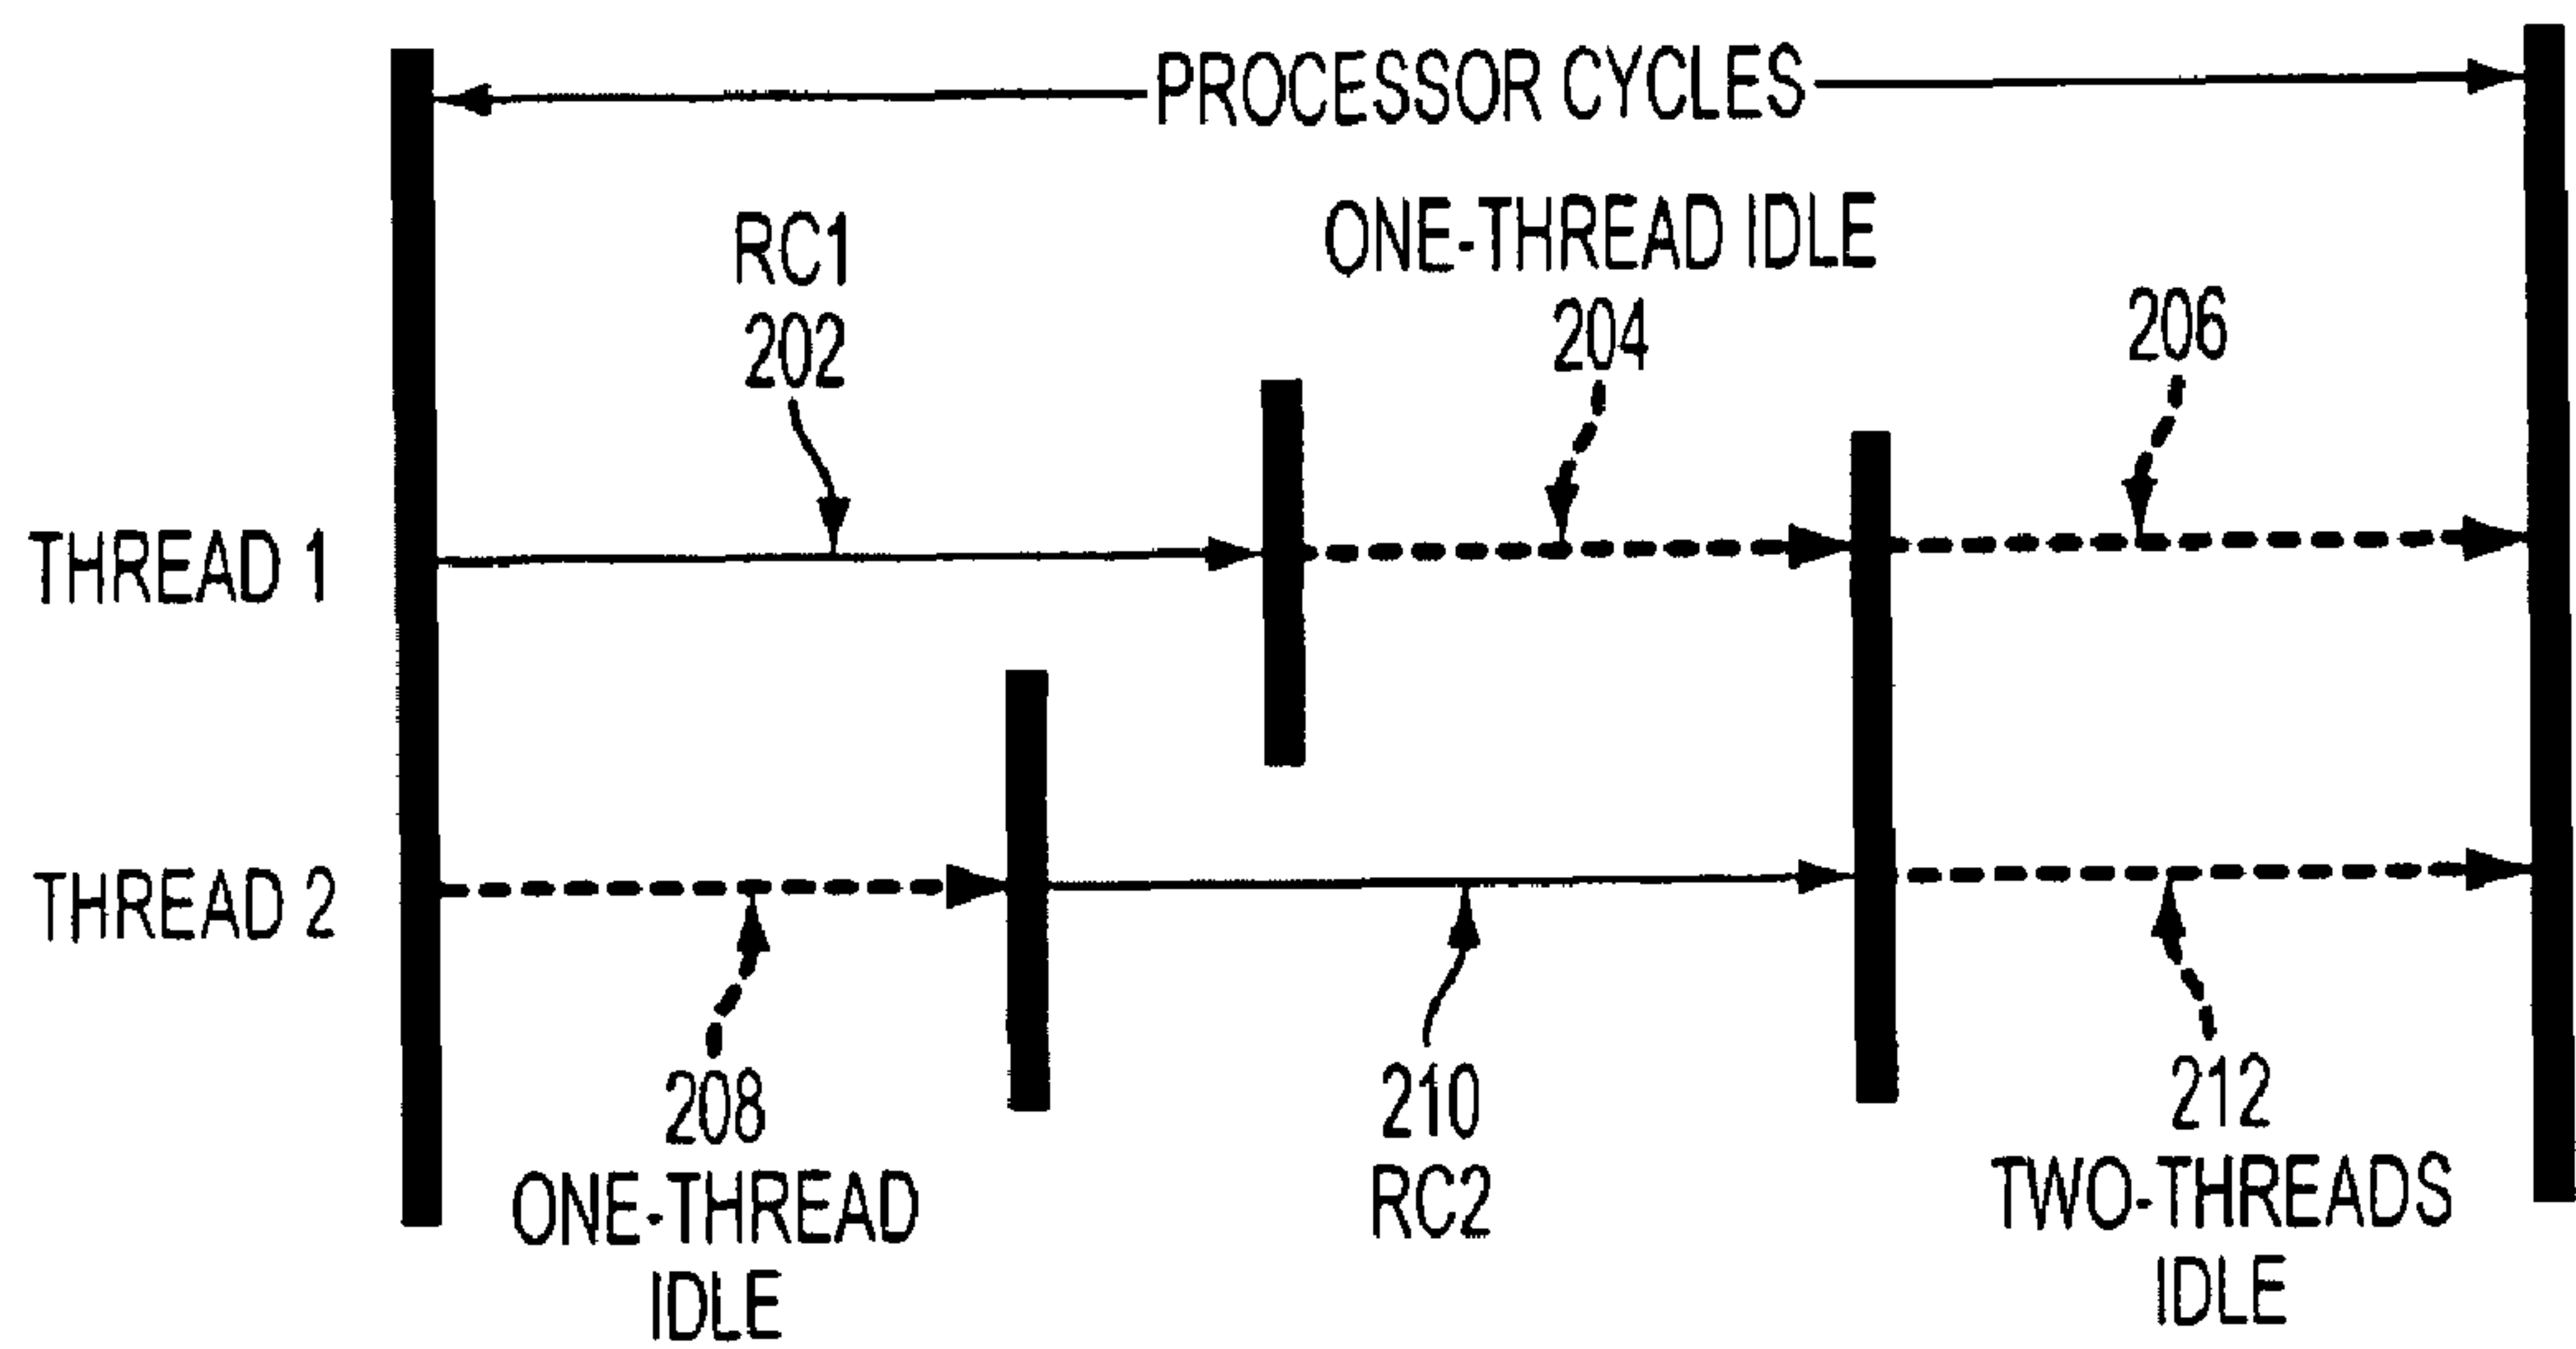 PROCESSOR CYCLES
RC1
202
ONE-THREAD IDLE
204
206
THREAD 1
THREAD 2
208
ONE-THREAD
IDLE
210
RC2
212
TWO-THREADS
IDLE